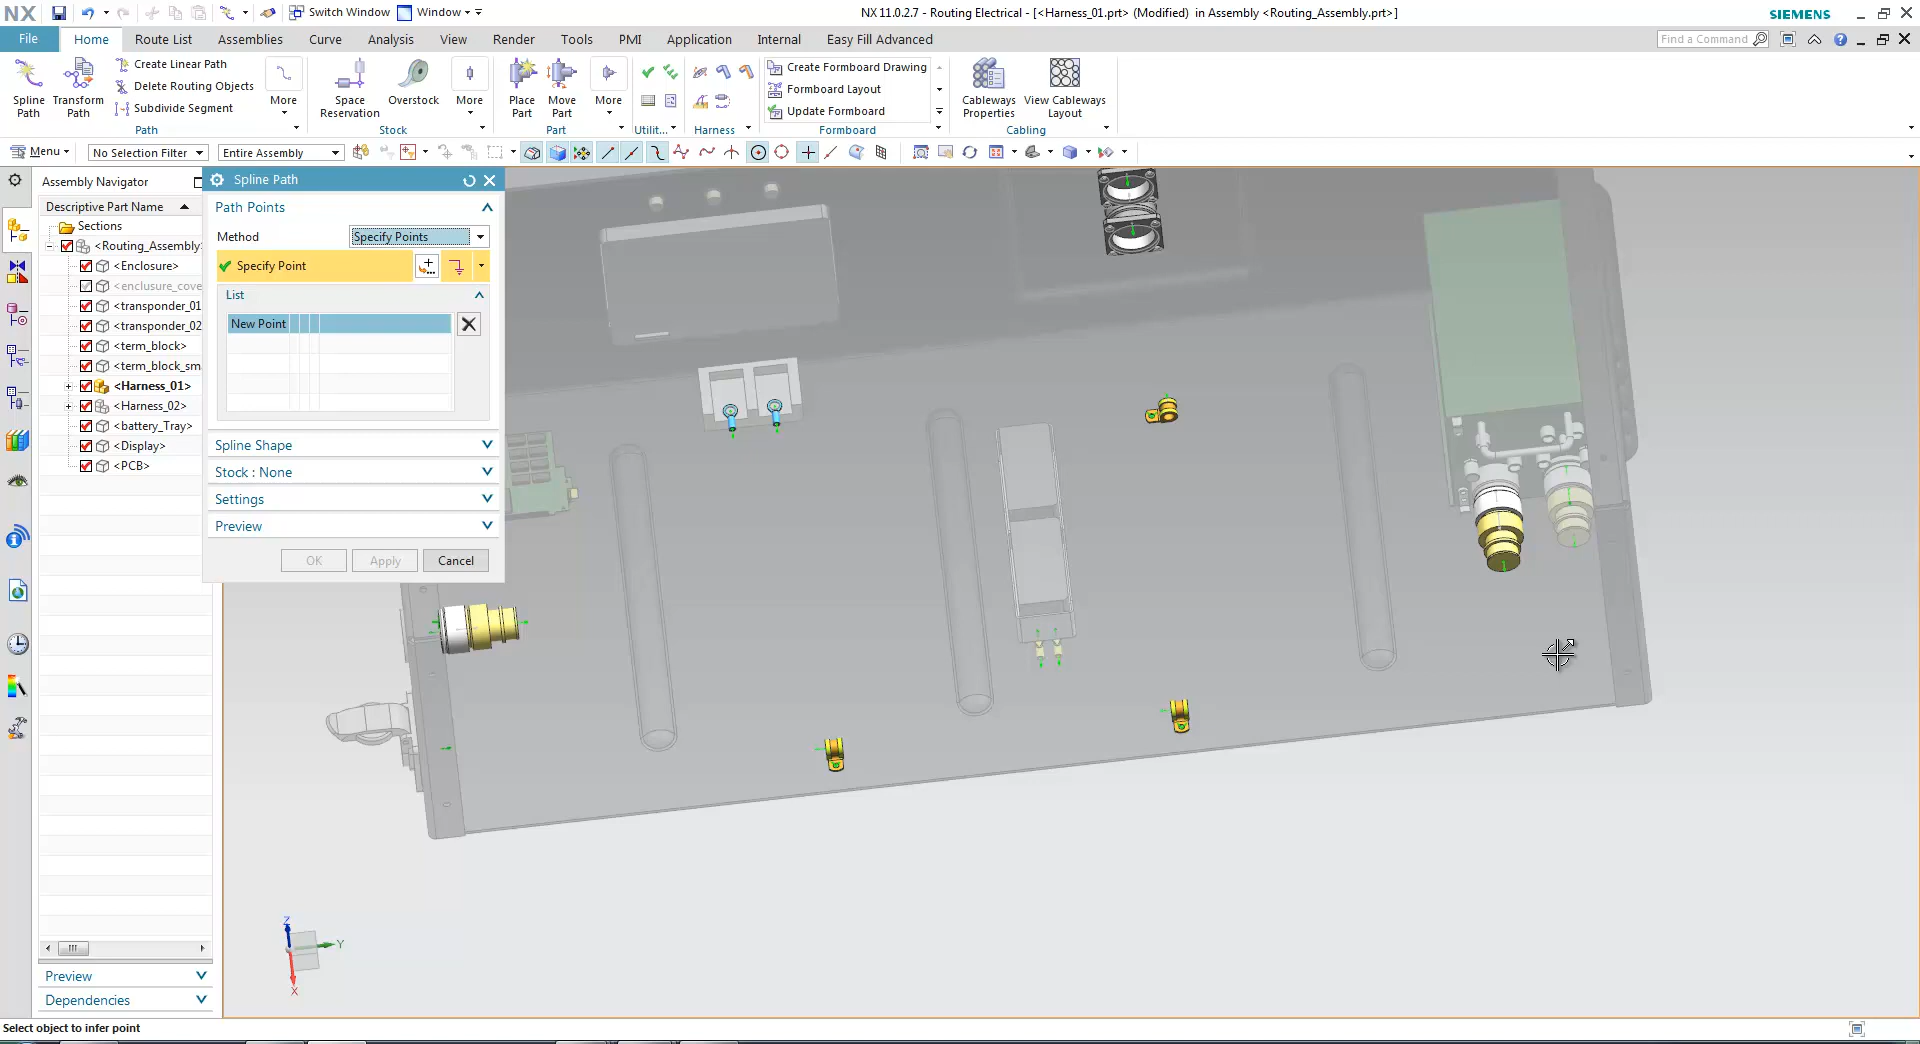 NX
Switch Window
Window
NX 11.0.2.7 - Routing Electrical - [<Harness_01.prt> (Modified) in Assembly <Routing_Assembly.prt>]
SIEMENS
File
Home
Route List
Assemblies
Curve
Analysis
View
Render
Tools
PMI
Application
Internal
Easy Fill Advanced
Find a Command
Spline Path
Transform Path
Create Linear Path
Delete Routing Objects
Subdivide Segment
More
Path
Space Reservation
Overstock
More
Stock
Place Part
Move Part
More
Part
Utilit...
Harness
Create Formboard Drawing
Formboard Layout
Update Formboard
Formboard
Cableways Properties
View Cableways Layout
Cabling
Menu
No Selection Filter
Entire Assembly
Assembly Navigator
Descriptive Part Name
Sections
<Routing_Assembly
<Enclosure>
<enclusure_cove
<transponder_01
<transponder_02
<term_block>
<term_block_sm
<Harness_01>
<Harness_02>
<battery_Tray>
<Display>
<PCB>
Preview
Dependencies
Spline Path
Path Points
Method
Specify Points
Specify Point
List
New Point
Spline Shape
Stock : None
Settings
Preview
OK
Apply
Cancel
Z
Y
X
Select object to infer point